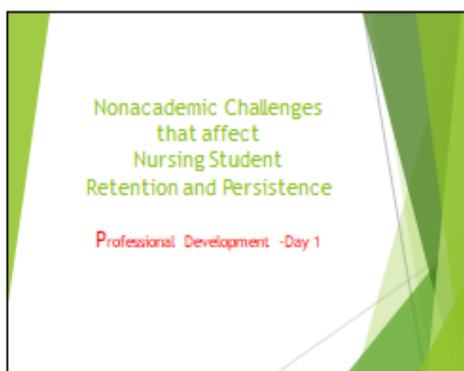 Nonacademic Challenges
that affect
Nursing Student
Retention and Persistence
Professional Development -Day 1